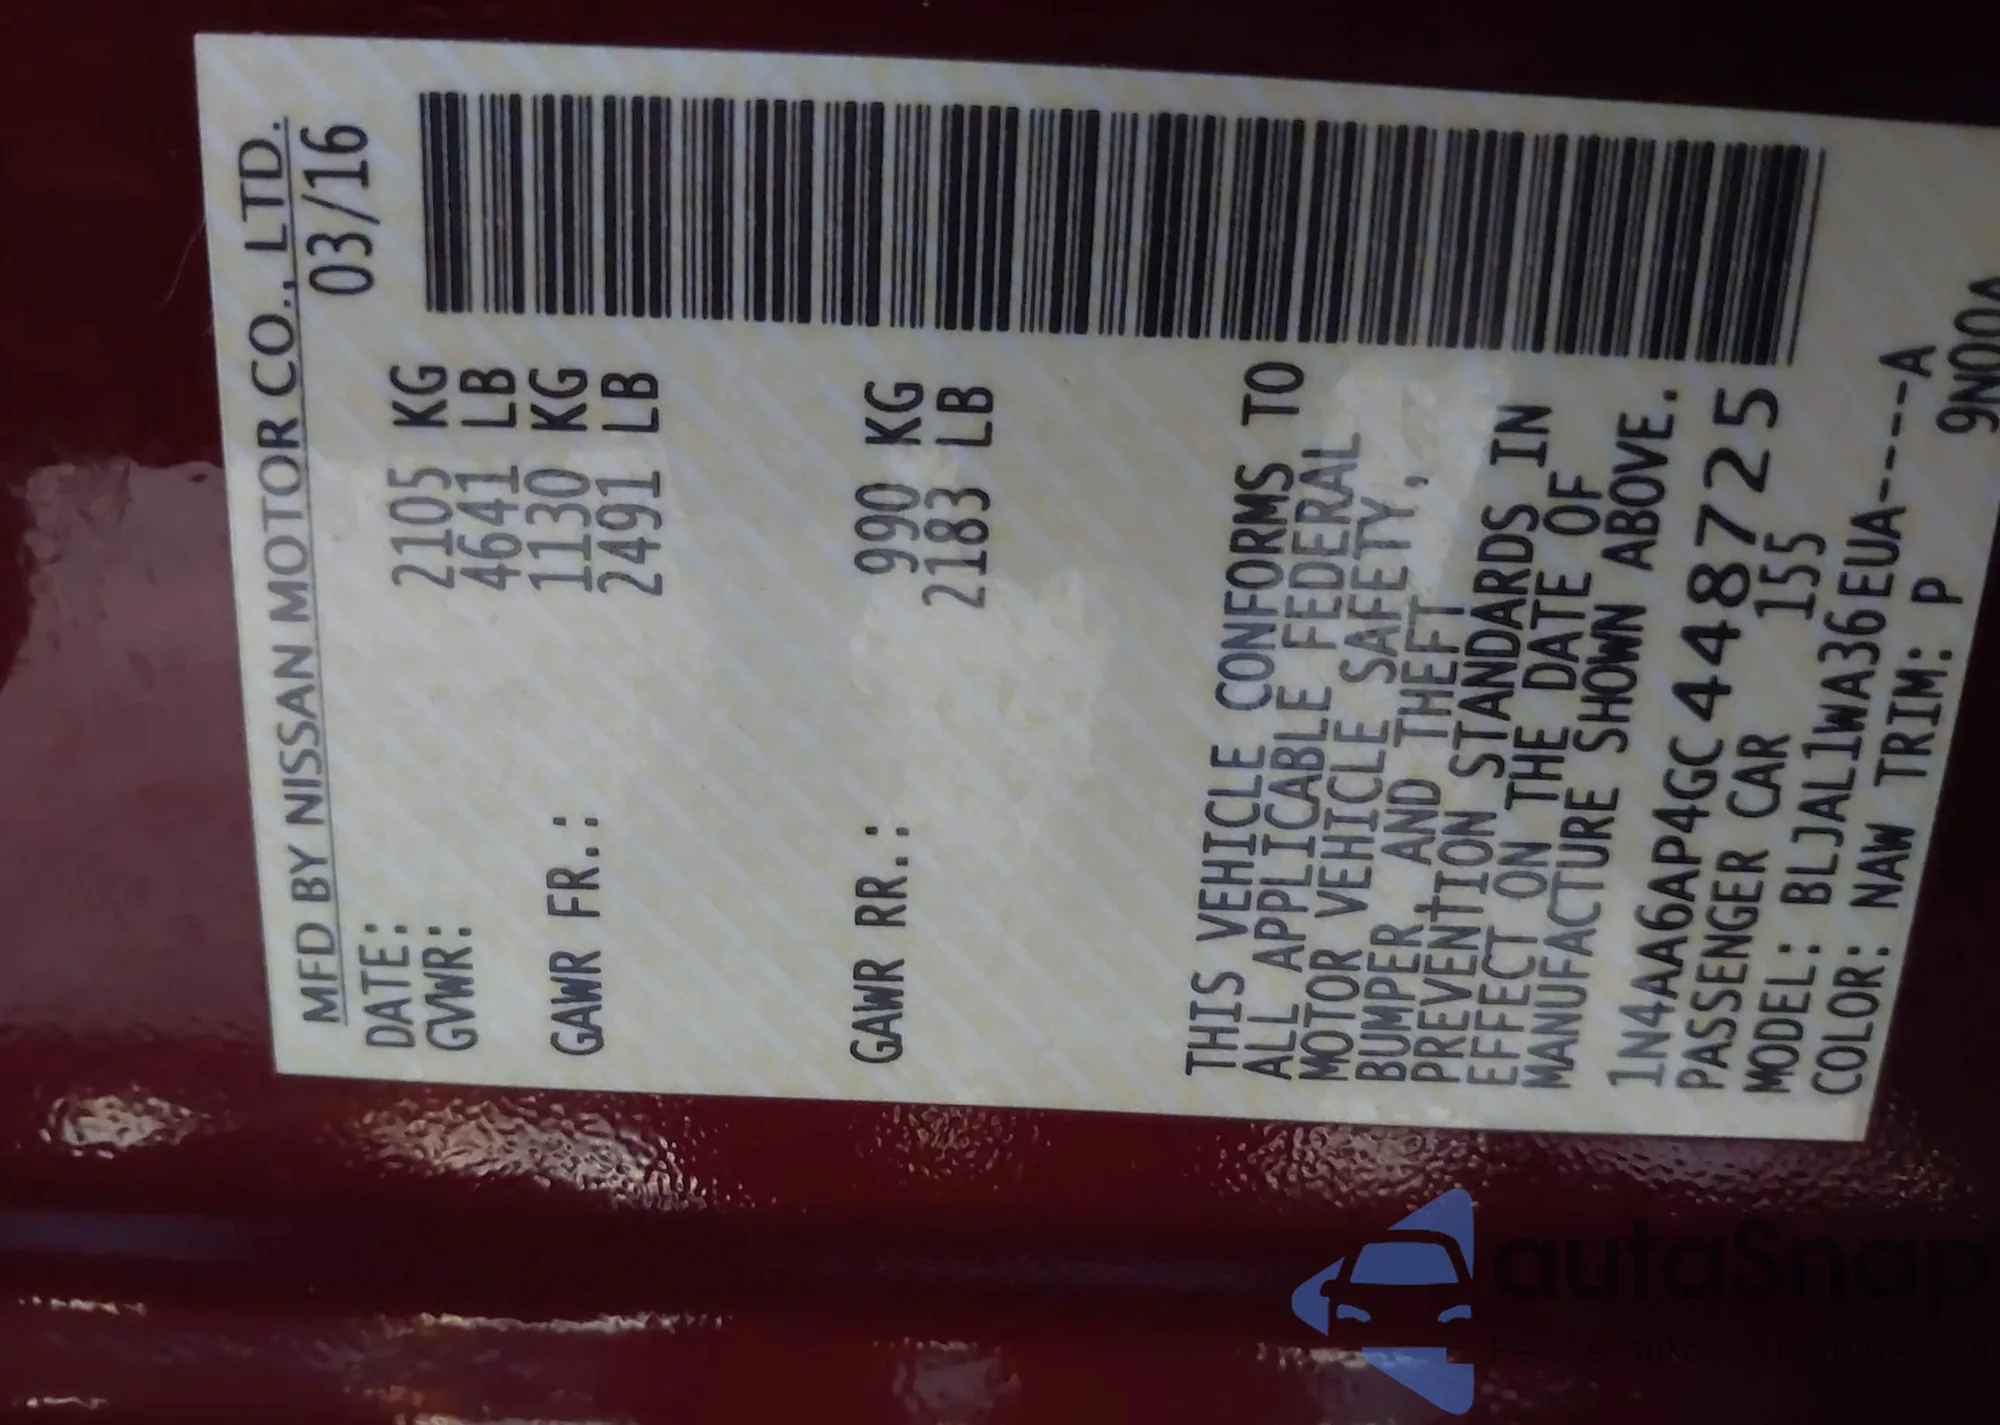 MFD BY NISSAN MOTOR CO., LTD.
DATE: 03/16
GVWR: 2105 KG
4641 LB
GAWR FR.: 1130 KG
2491 LB
GAWR RR.: 990 KG
2183 LB
THIS VEHICLE CONFORMS TO
ALL APPLICABLE FEDERAL
MOTOR VEHICLE SAFETY,
BUMPER AND THEFT
PREVENTION STANDARDS IN
EFFECT ON THE DATE OF
MANUFACTURE SHOWN ABOVE.
1N4AA6AP4GC448725
PASSENGER CAR 155
MODEL: BLJAL1WA36EUA-----A
COLOR: NAW TRIM: P
autaSnap